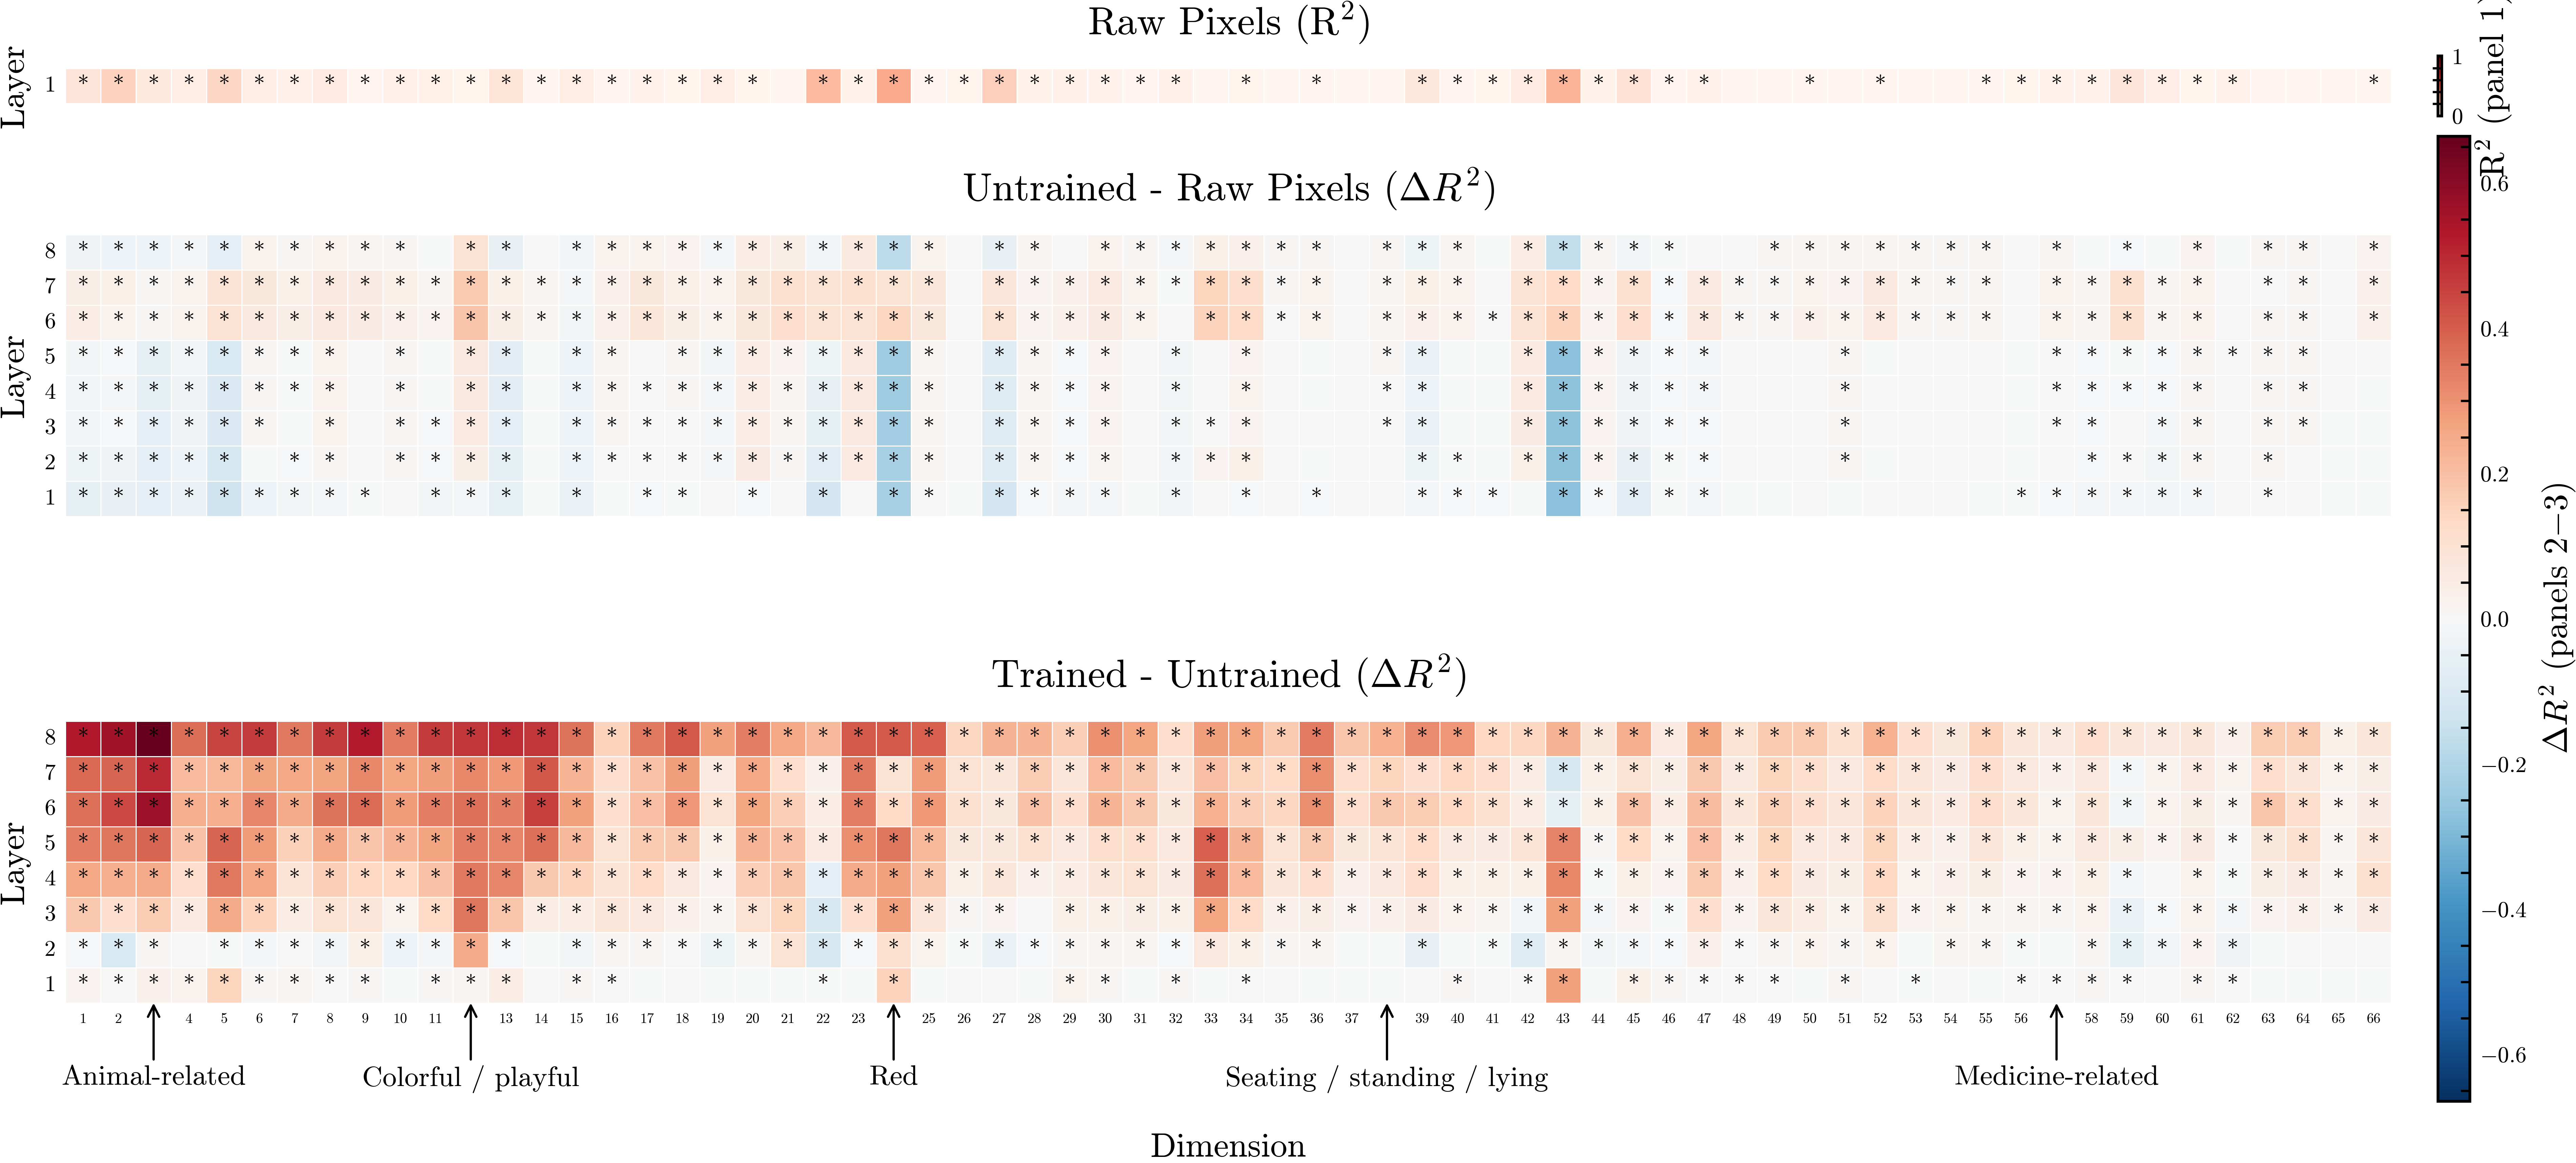 Raw Pixels (R²)
Layer
1
Untrained - Raw Pixels (ΔR²)
Layer
8
7
6
5
4
3
2
1
Trained - Untrained (ΔR²)
Layer
8
7
6
5
4
3
2
1
1 2 4 5 6 7 8 9 10 11 13 14 15 16 17 18 19 20 21 22 23 25 26 27 28 29 30 31 32 33 34 35 36 37 39 40 41 42 43 44 45 46 47 48 49 50 51 52 53 54 55 56 58 59 60 61 62 63 64 65 66
Animal-related
Colorful / playful
Red
Seating / standing / lying
Medicine-related
Dimension
1
0
R² (panel 1)
0.6
0.4
0.2
0.0
−0.2
−0.4
−0.6
ΔR² (panels 2−3)